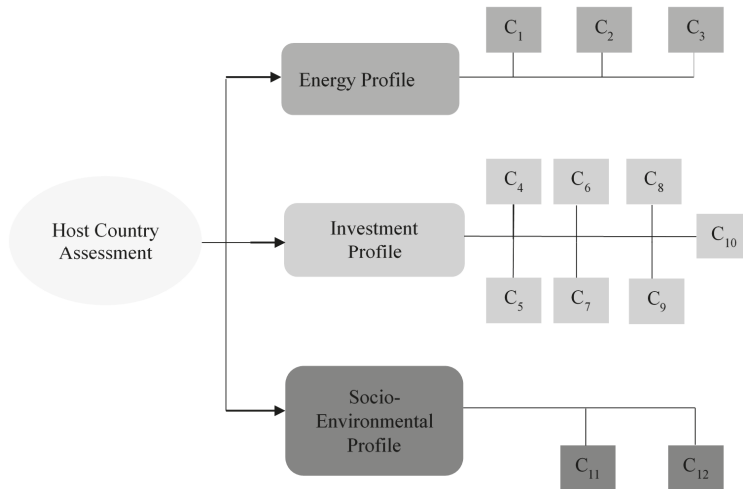 C₁ C₂ C₃
Energy Profile
C₄ C₆ C₈
Host Country
Assessment
Investment
Profile
C₁₀
C₅ C₇ C₉
Socio-
Environmental
Profile
C₁₁ C₁₂